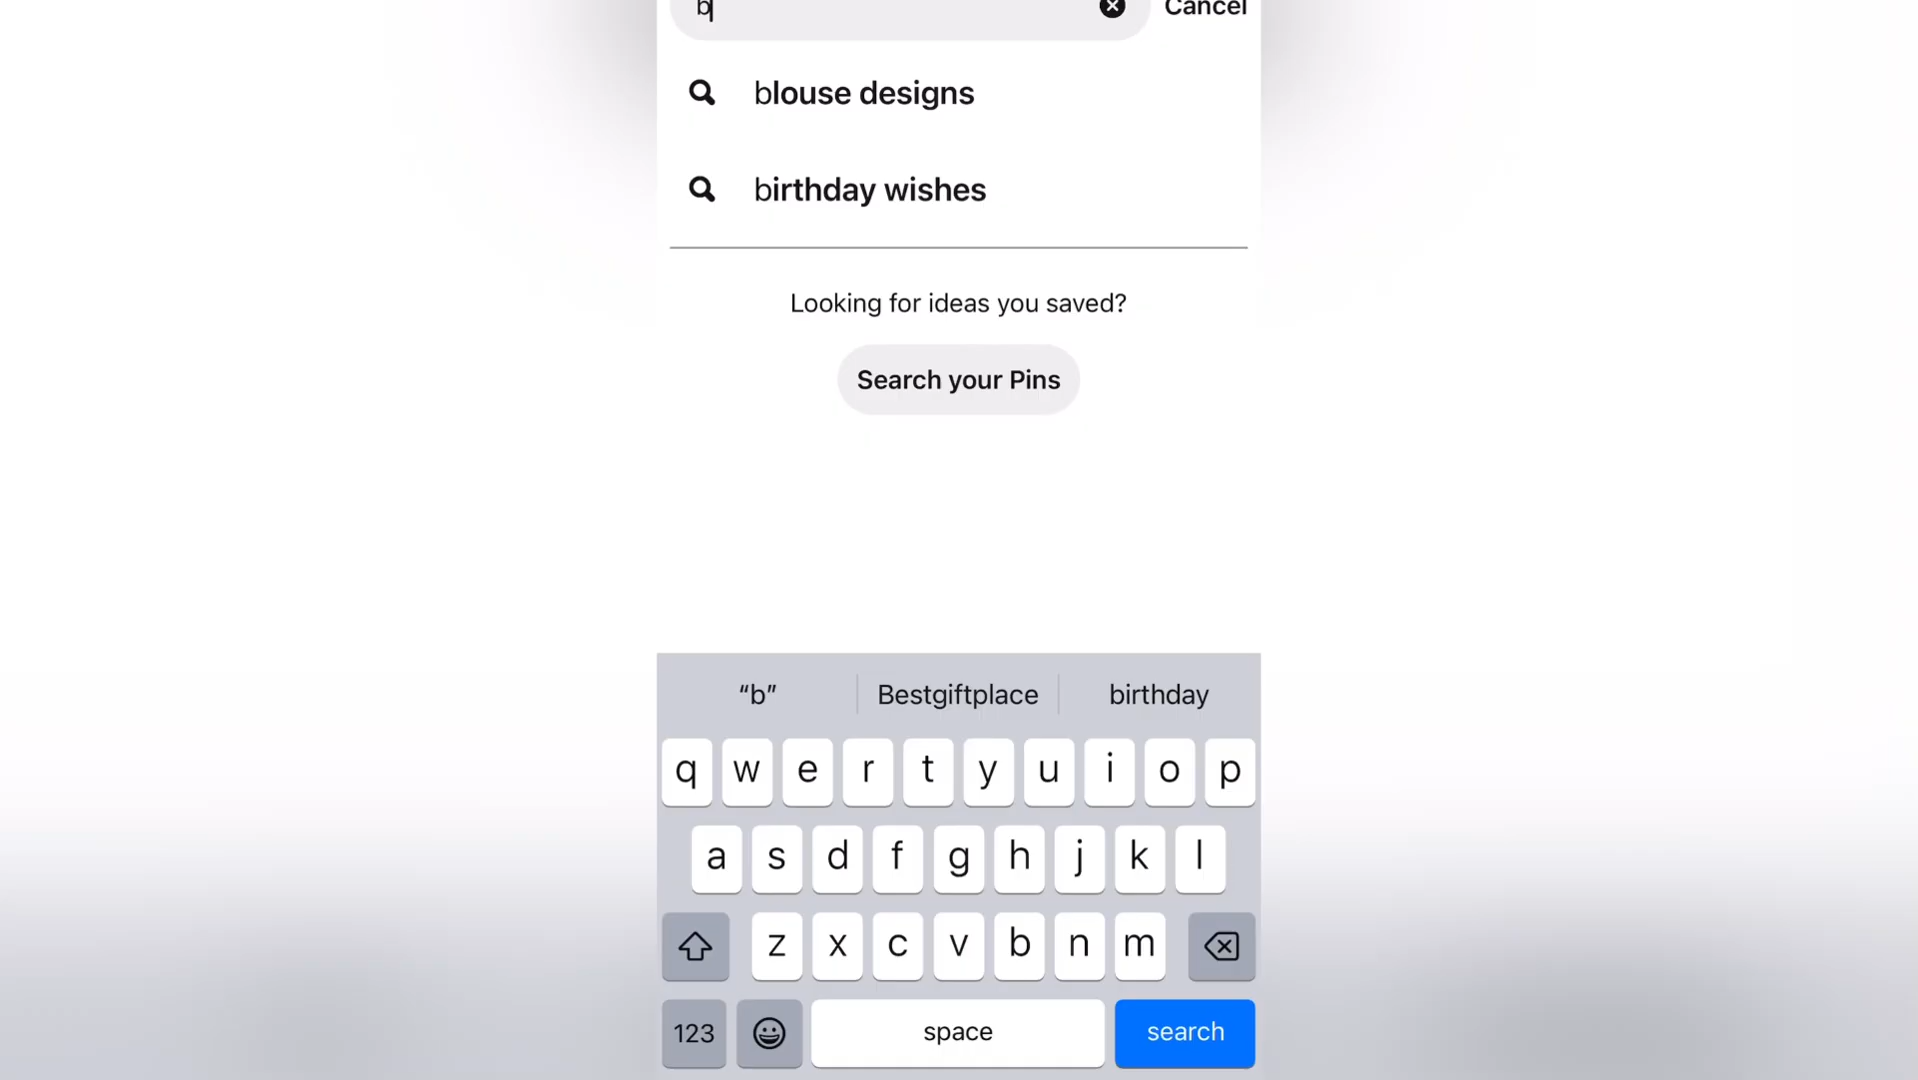 b
Cancel
blouse designs
birthday wishes
Looking for ideas you saved?
Search your Pins
“b” Bestgiftplace birthday
q w e r t y u i o p
a s d f g h j k l
z x c v b n m
123 space search